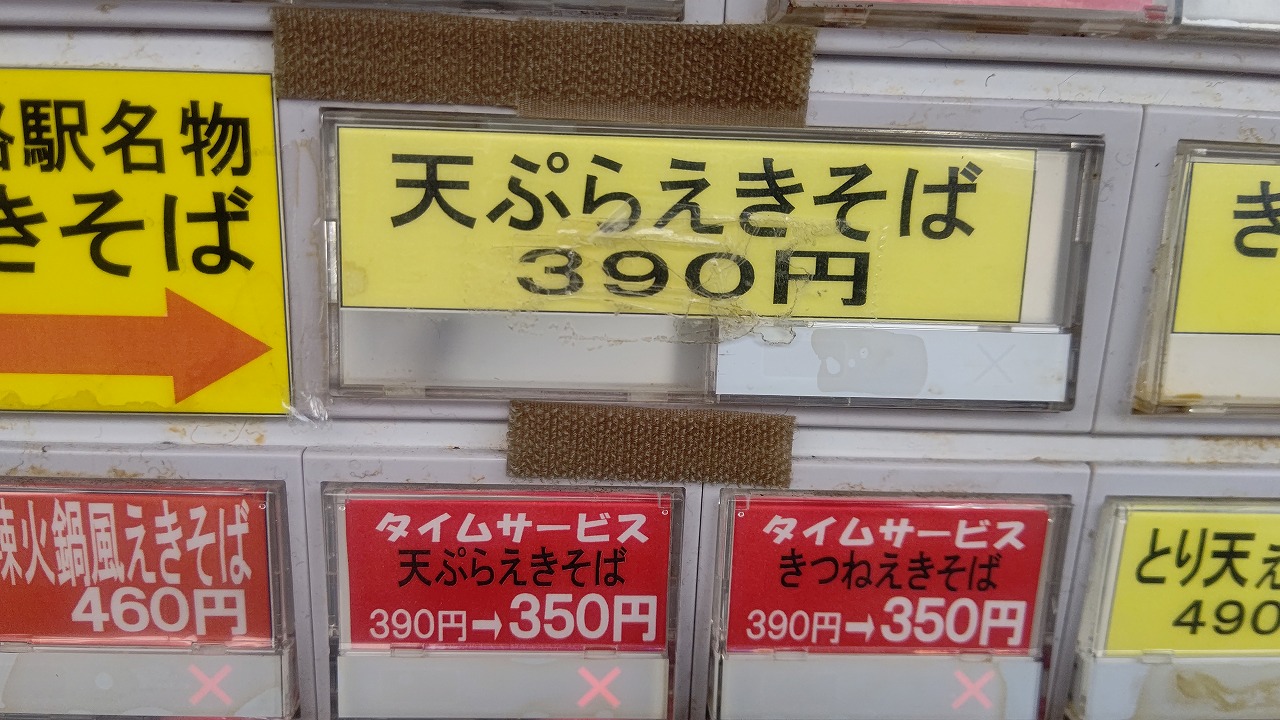 駅名物
きそば
天ぷらえきそば
390円
き
火鍋風えきそば
460円
タイムサービス
天ぷらえきそば
390円→350円
タイムサービス
きつねえきそば
390円→350円
とり天え
490